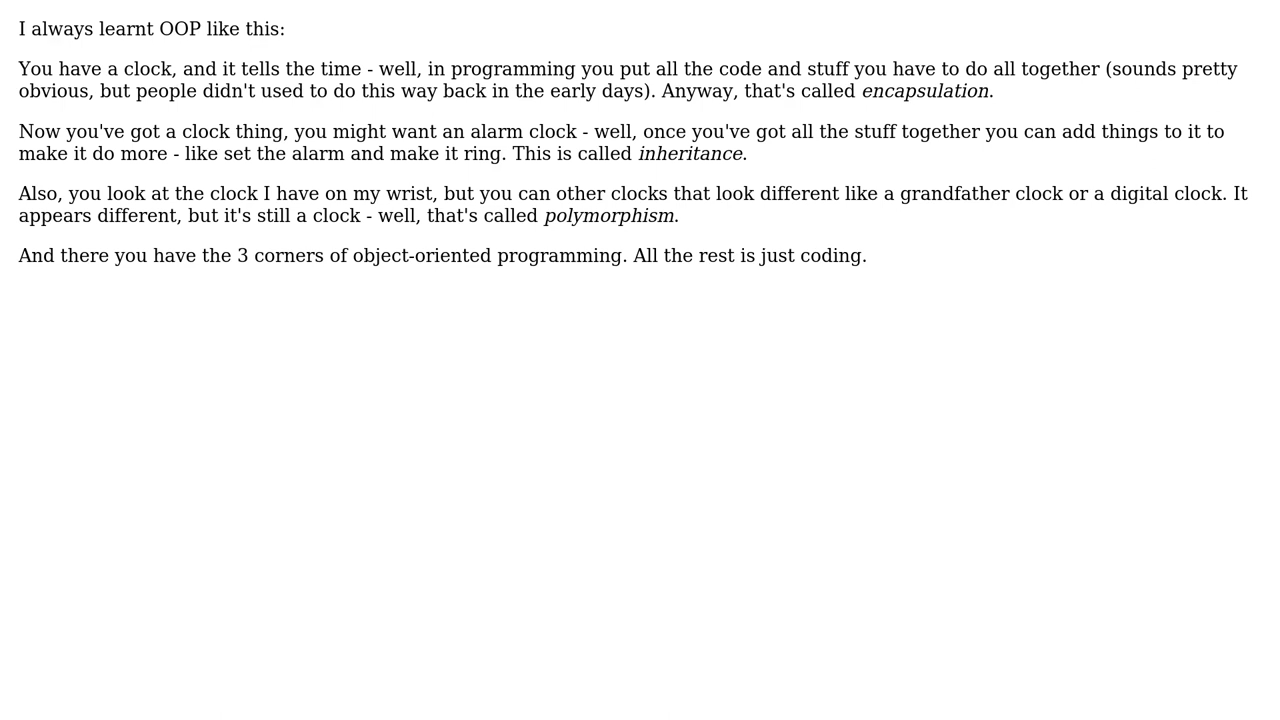 I always learnt OOP like this:
You have a clock, and it tells the time - well, in programming you put all the code and stuff you have to do all together (sounds pretty
obvious, but people didn't used to do this way back in the early days). Anyway, that's called encapsulation.
Now you've got a clock thing, you might want an alarm clock - well, once you've got all the stuff together you can add things to it to
make it do more - like set the alarm and make it ring. This is called inheritance.
Also, you look at the clock I have on my wrist, but you can other clocks that look different like a grandfather clock or a digital clock. It
appears different, but it's still a clock - well, that's called polymorphism.
And there you have the 3 corners of object-oriented programming. All the rest is just coding.